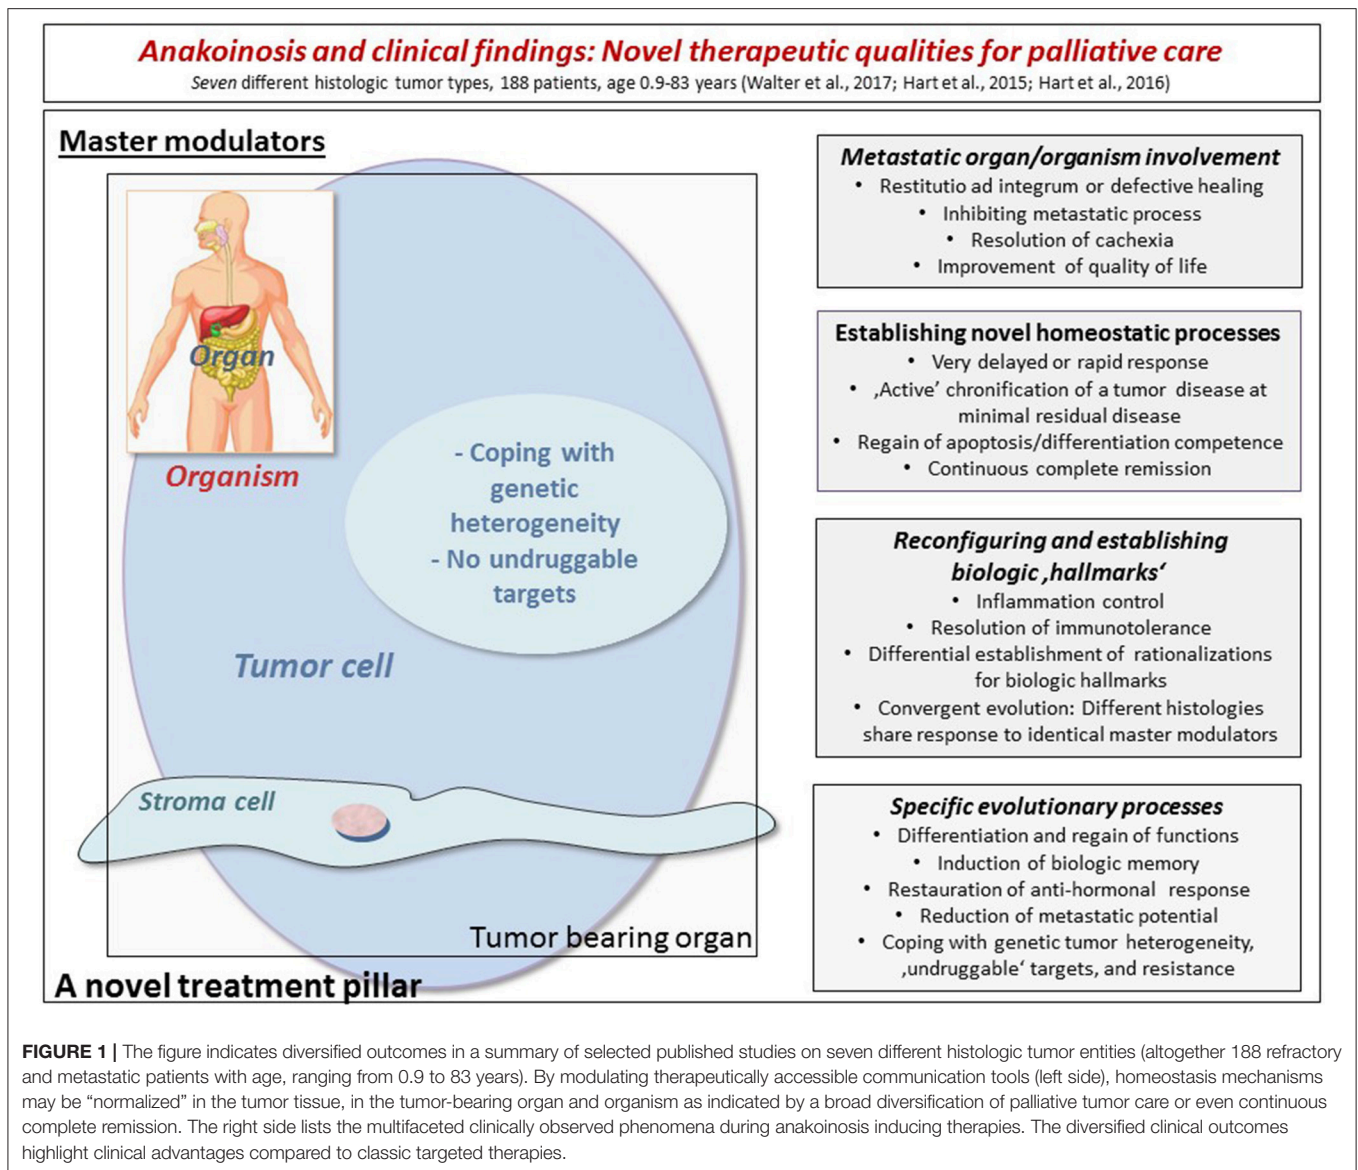 Anakoinosis and clinical findings: Novel therapeutic qualities for palliative care
Seven different histologic tumor types, 188 patients, age 0.9-83 years (Walter et al., 2017; Hart et al., 2015; Hart et al., 2016)
Master modulators
Organ
Organism
- Coping with
genetic
heterogeneity
- No undruggable
targets
Tumor cell
Stroma cell
Tumor bearing organ
A novel treatment pillar
Metastatic organ/organism involvement
• Restitutio ad integrum or defective healing
• Inhibiting metastatic process
• Resolution of cachexia
• Improvement of quality of life
Establishing novel homeostatic processes
• Very delayed or rapid response
• ‚Active’ chronification of a tumor disease at
minimal residual disease
• Regain of apoptosis/differentiation competence
• Continuous complete remission
Reconfiguring and establishing
biologic ‚hallmarks‘
• Inflammation control
• Resolution of immunotolerance
• Differential establishment of rationalizations
for biologic hallmarks
• Convergent evolution: Different histologies
share response to identical master modulators
Specific evolutionary processes
• Differentiation and regain of functions
• Induction of biologic memory
• Restauration of anti-hormonal response
• Reduction of metastatic potential
• Coping with genetic tumor heterogeneity,
‚undruggable‘ targets, and resistance
FIGURE 1 | The figure indicates diversified outcomes in a summary of selected published studies on seven different histologic tumor entities (altogether 188 refractory
and metastatic patients with age, ranging from 0.9 to 83 years). By modulating therapeutically accessible communication tools (left side), homeostasis mechanisms
may be “normalized” in the tumor tissue, in the tumor-bearing organ and organism as indicated by a broad diversification of palliative tumor care or even continuous
complete remission. The right side lists the multifaceted clinically observed phenomena during anakoinosis inducing therapies. The diversified clinical outcomes
highlight clinical advantages compared to classic targeted therapies.